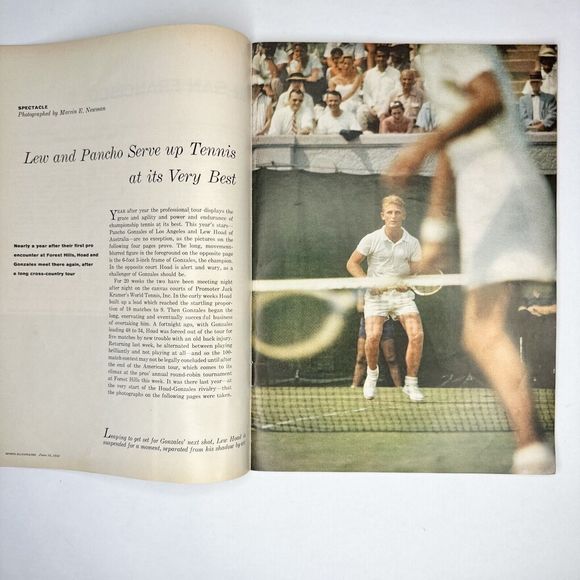 SPECTACLE
Photographed by Marvin E. Newman
Lew and Pancho Serve up Tennis
at its Very Best
Nearly a year after their first pro
encounter at Forest Hills, Hoad and
Gonzales meet there again, after
a long cross-country tour
YEAR after year the professional tour displays the
grace and agility and power and endurance of
championship tennis at its best. This year's stars—
Pancho Gonzales of Los Angeles and Lew Hoad of
Australia—are no exception, as the pictures on the
following four pages prove. The long, movement-
blurred figure in the foreground on the opposite page
is the 6-foot 3-inch frame of Gonzales, the champion.
In the opposite court Hoad is alert and wary, as a
challenger of Gonzales should be.
For 20 weeks the two have been meeting night
after night on the canvas courts of Promoter Jack
Kramer's World Tennis, Inc. In the early weeks Hoad
built up a lead which reached the startling propor-
tion of 18 matches to 9. Then Gonzales began the
long, enervating and eventually successful business
of overtaking him. A fortnight ago, with Gonzales
leading 48 to 34, Hoad was forced out of the tour for
five matches by new trouble with an old back injury.
Returning last week, he alternated between playing
brilliantly and not playing at all—and so the 100-
match contest may not be legally concluded until after
the end of the American tour, which comes to its
climax at the pros' annual round-robin tournament
at Forest Hills this week. It was there last year—at
the very start of the Hoad-Gonzales rivalry—that
the photographs on the following pages were taken.
Leaping to get set for Gonzales' next shot, Lew Hoad is
suspended for a moment, separated from his shadow by
SPORTS ILLUSTRATED June 16, 1958